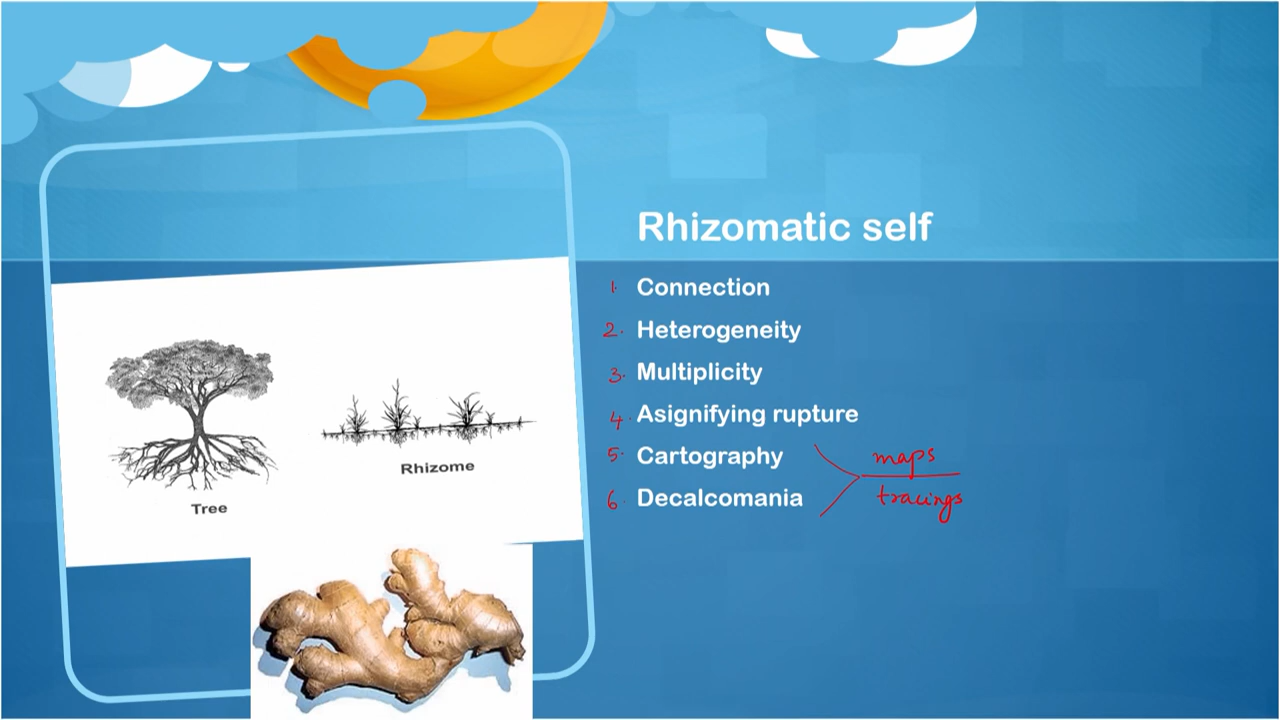 Rhizomatic self
1. Connection
2. Heterogeneity
3. Multiplicity
4. Asignifying rupture
5. Cartography
6. Decalcomania
maps
tracings
Tree
Rhizome